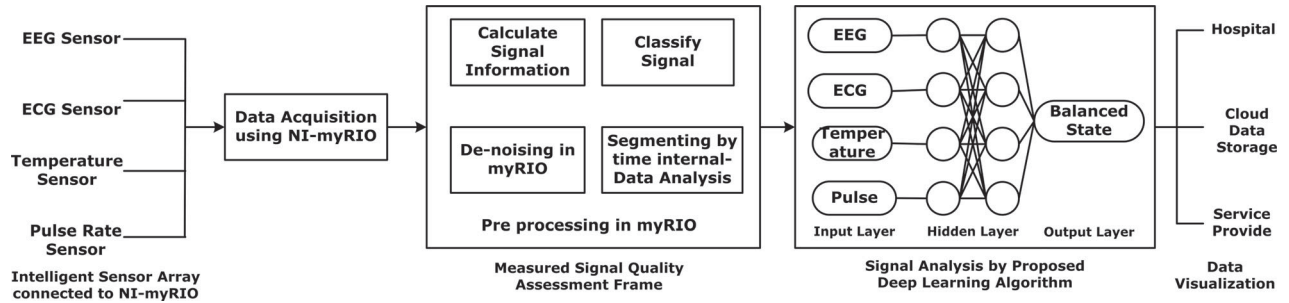 EEG Sensor
ECG Sensor
Temperature
Sensor
Pulse Rate
Sensor
Intelligent Sensor Array
connected to NI-myRIO
Data Acquisition
using NI-myRIO
Calculate
Signal
Information
Classify
Signal
De-noising in
myRIO
Segmenting by
time internal-
Data Analysis
Pre processing in myRIO
Measured Signal Quality
Assessment Frame
EEG
ECG
Temper
ature
Pulse
Balanced
State
Input Layer
Hidden Layer
Output Layer
Signal Analysis by Proposed
Deep Learning Algorithm
Hospital
Cloud
Data
Storage
Service
Provide
Data
Visualization